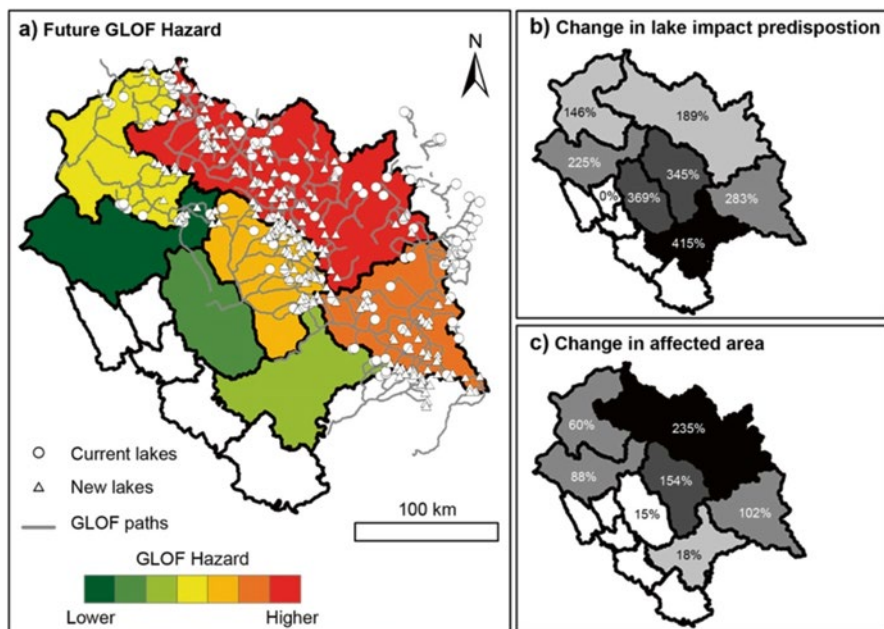 a) Future GLOF Hazard
N
Current lakes
New lakes
GLOF paths
100 km
GLOF Hazard
Lower
Higher
b) Change in lake impact predispostion
146%
189%
225%
345%
0%
369%
283%
415%
c) Change in affected area
60%
235%
88%
154%
15%
102%
18%